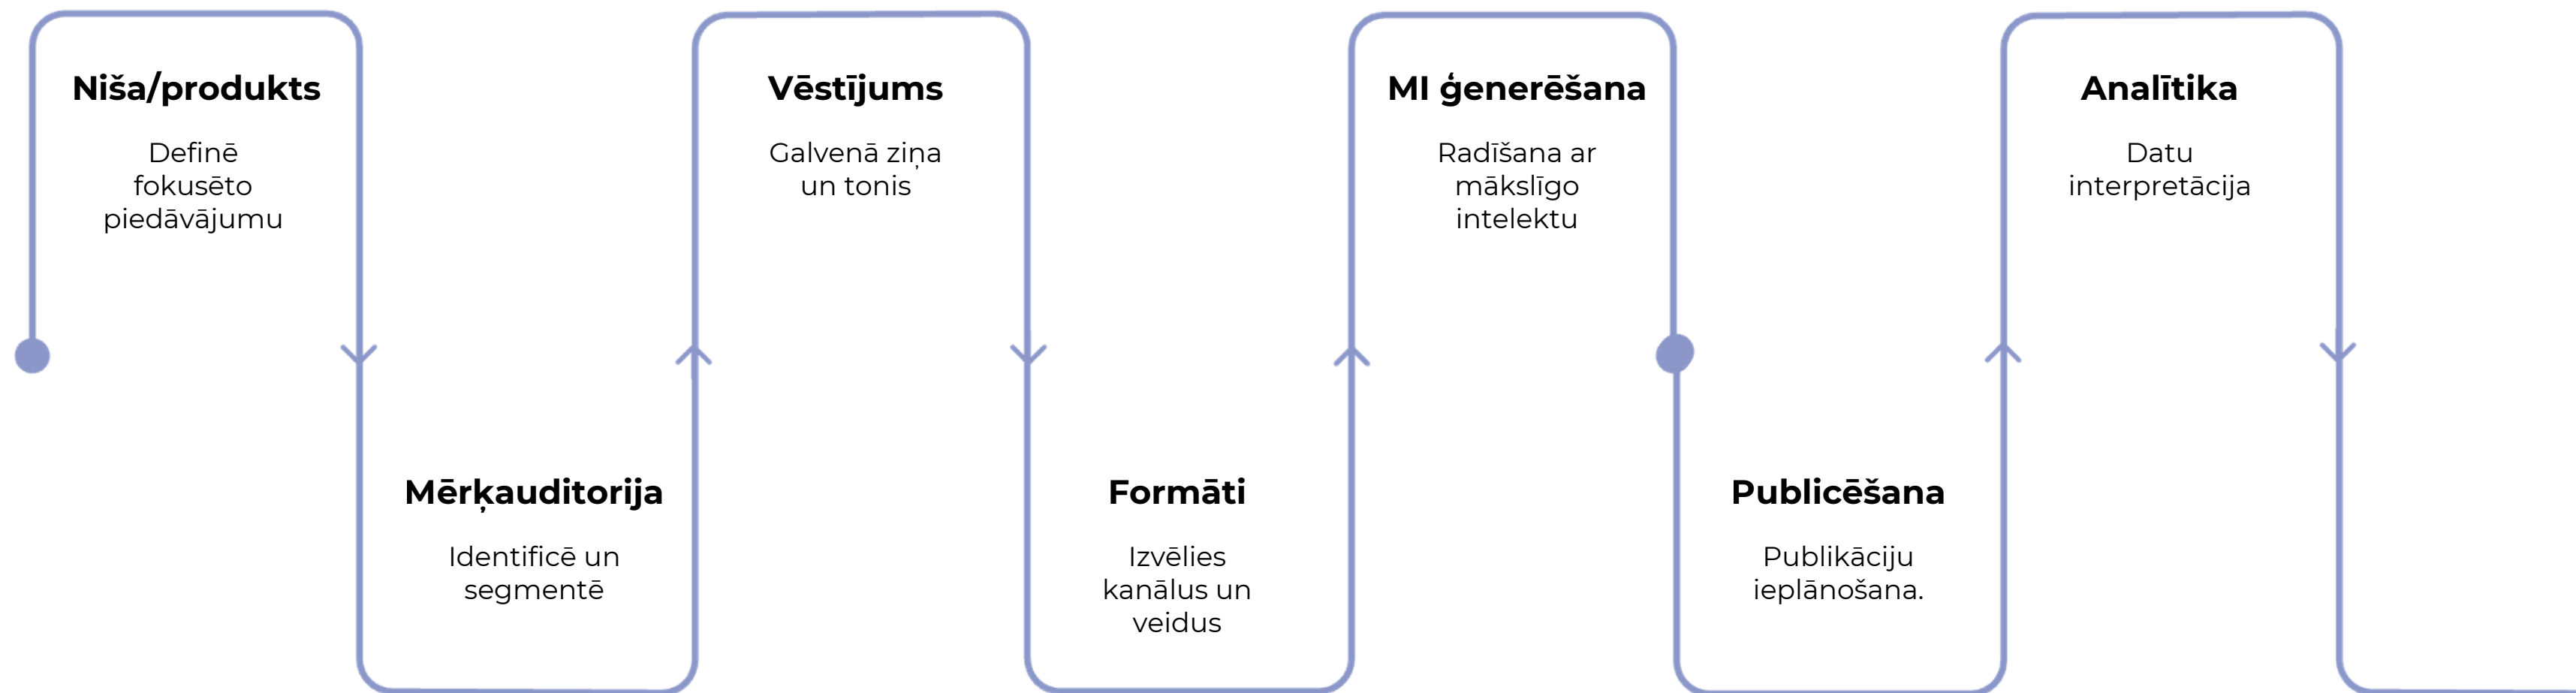 Niša/produkts
Definē
fokusēto
piedāvājumu
Mērķauditorija
Identificē un
segmentē
Vēstījums
Galvenā ziņa
un tonis
Formāti
Izvēlies
kanālus un
veidus
MI ģenerēšana
Radīšana ar
mākslīgo
intelektu
Publicēšana
Publikāciju
ieplānošana.
Analītika
Datu
interpretācija